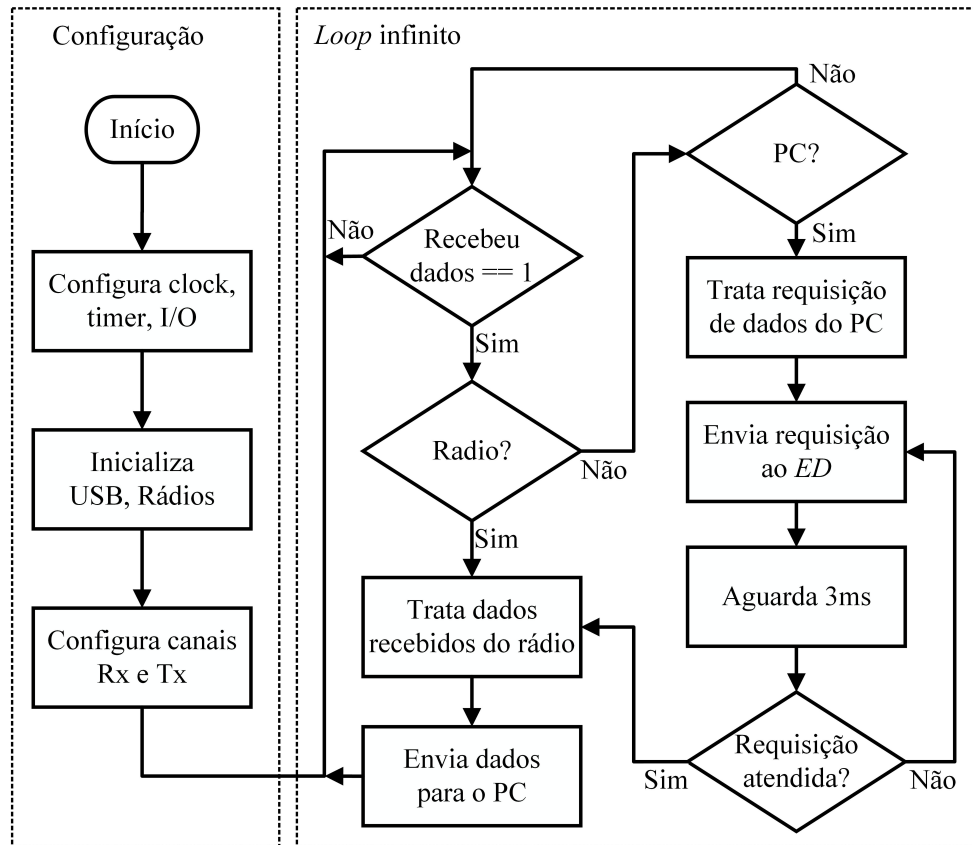 Configuração
Início
Configura clock,
timer, I/O
Inicializa
USB, Rádios
Configura canais
Rx e Tx
Loop infinito
Não
Recebeu
dados == 1
Sim
Radio?
Não
Sim
Trata dados
recebidos do rádio
Envia dados
para o PC
Não
PC?
Sim
Trata requisição
de dados do PC
Envia requisição
ao ED
Aguarda 3ms
Requisição
atendida?
Sim
Não